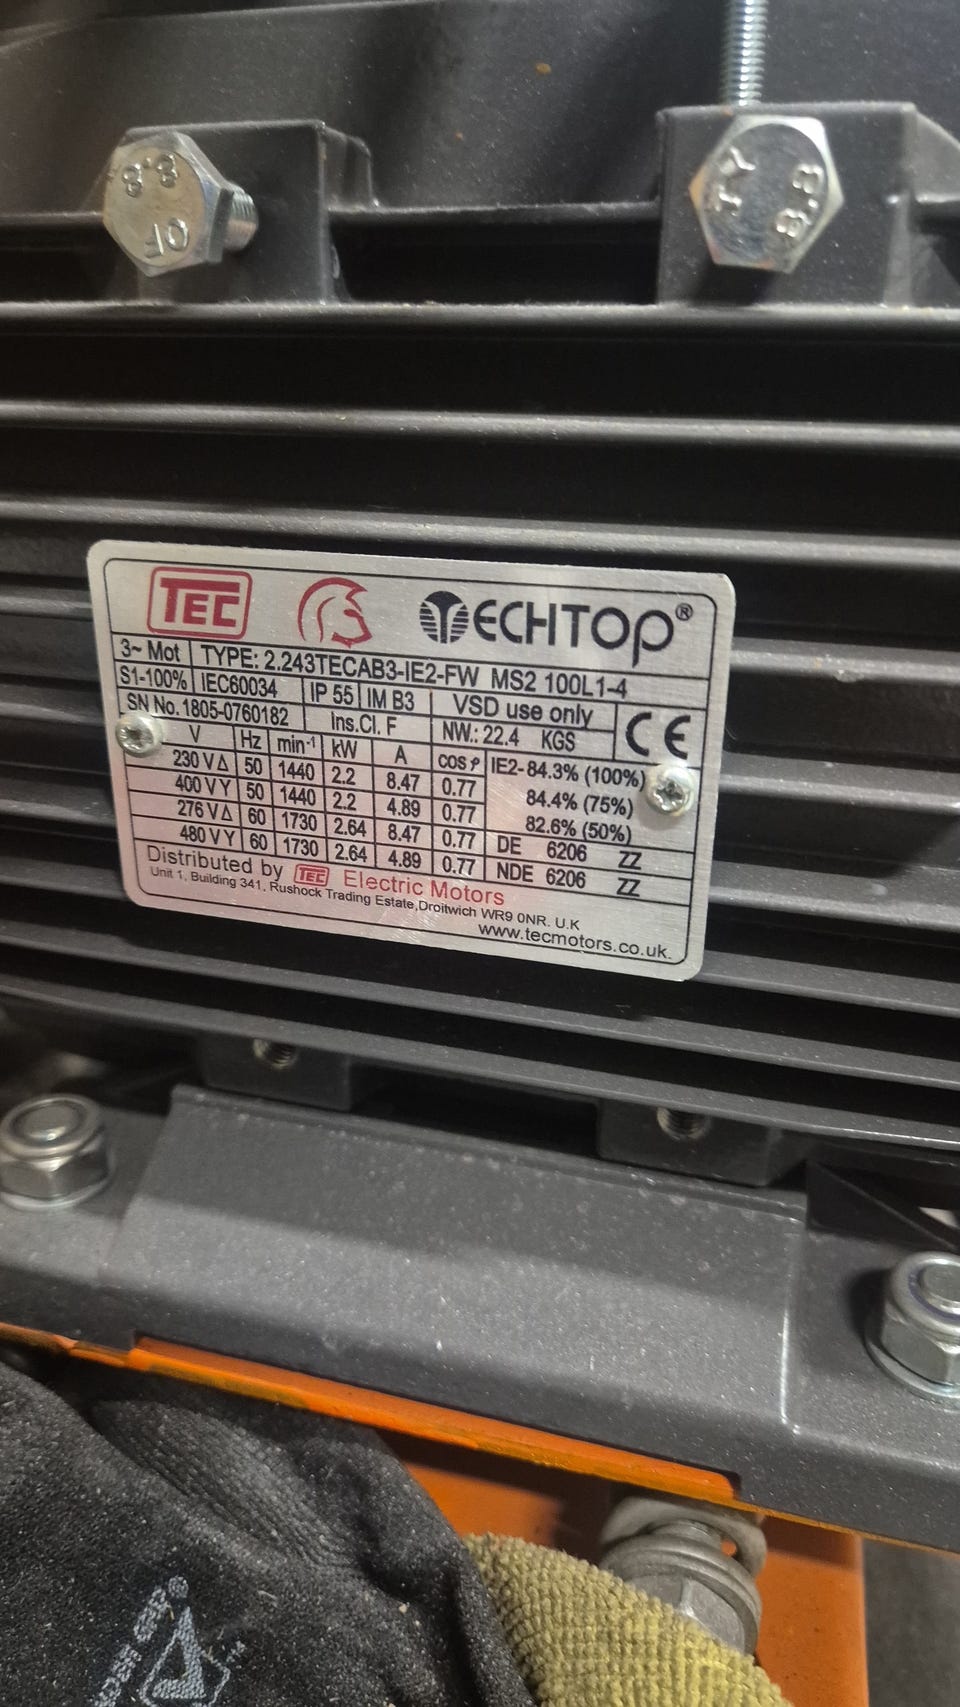 8.8
OF
TY
8.8
TEC TECHTOP®
3~ Mot TYPE: 2.243TECAB3-IE2-FW MS2 100L1-4
S1-100% IEC60034 IP 55 IM B3 VSD use only CE
SN No. 1805-0760182 Ins.Cl. F NW.: 22.4 KGS
V Hz min-1 kW A cos φ IE2- 84.3% (100%)
230 V Δ 50 1440 2.2 8.47 0.77 84.4% (75%)
400 V Y 50 1440 2.2 4.89 0.77 82.6% (50%)
276 V Δ 60 1730 2.64 8.47 0.77 DE 6206 ZZ
480 V Y 60 1730 2.64 4.89 0.77 NDE 6206 ZZ
Distributed by TEC Electric Motors
Unit 1, Building 341, Rushock Trading Estate,Droitwich WR9 0NR. U.K
www.tecmotors.co.uk.